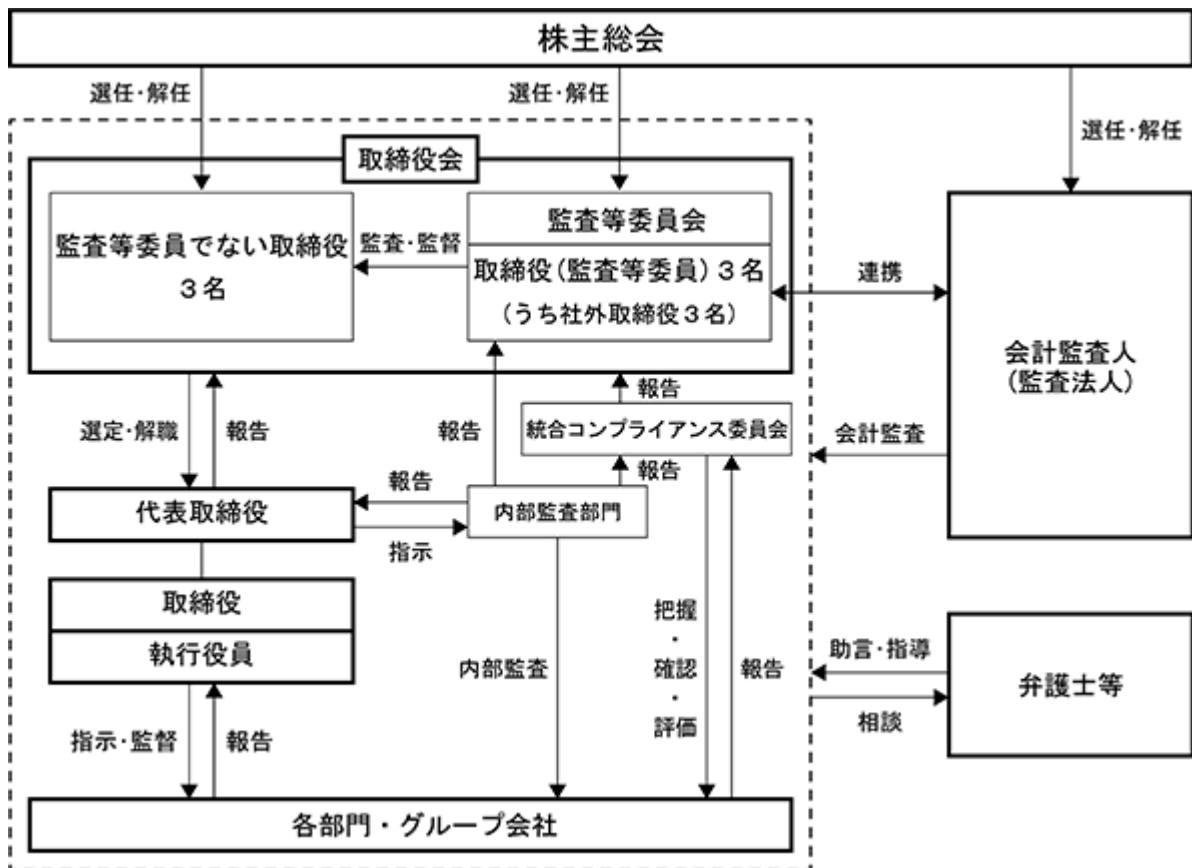 株主総会
選任・解任
選任・解任
選任・解任
取締役会
監査等委員でない取締役
３名
監査・監督
監査等委員会
取締役(監査等委員)３名
(うち社外取締役３名)
連携
会計監査人
(監査法人)
選定・解職
報告
報告
報告
統合コンプライアンス委員会
会計監査
報告
報告
代表取締役
内部監査部門
指示
取締役
執行役員
内部監査
把握・確認・評価
報告
助言・指導
弁護士等
相談
指示・監督
報告
各部門・グループ会社